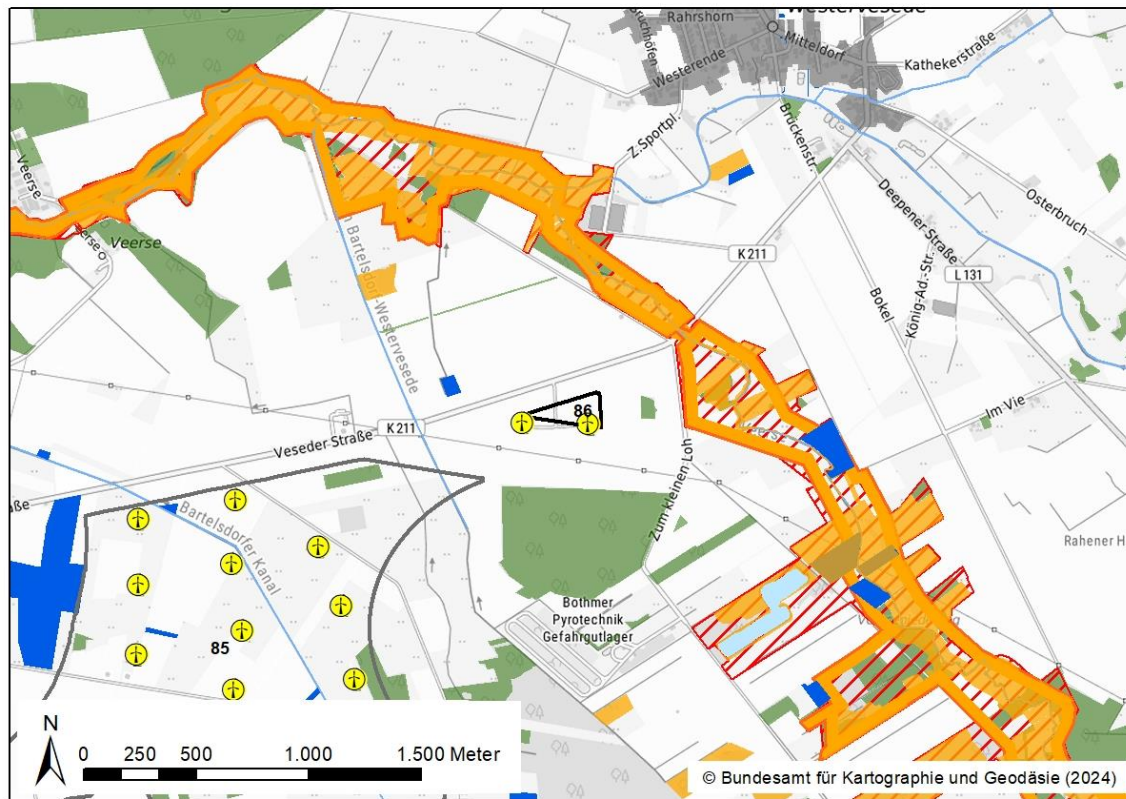 Westervesede
Rahrshorn
Bruchhöfen
Mitteldorf
Westerende
Kathekerstraße
Z.Sportpl.
Brückenstr.
Veerse
Deepener Straße
Osterbruch
Veerse
K 211
L 131
König-Ad.-Str.
Bokel
Bartelsdorf-Westervesede
Im Vie
86
K 211
Veseder Straße
Zum kleinen Loh
Bartelsdorfer Kanal
Rahener H
Bothmer
Pyrotechnik
Gefahrgutlager
85
N
0 250 500 1.000 1.500 Meter
© Bundesamt für Kartographie und Geodäsie (2024)